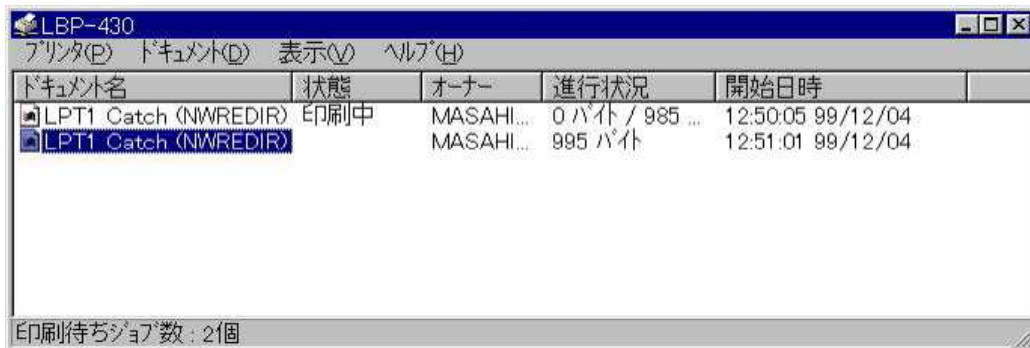 LBP-430
プリンタ(P) ドキュメント(D) 表示(V) ヘルプ(H)
ドキュメント名 状態 オーナー 進行状況 開始日時
LPT1 Catch (NWREDIR) 印刷中 MASAHI... 0 バイト / 985 ... 12:50:05 99/12/04
LPT1 Catch (NWREDIR) MASAHI... 995 バイト 12:51:01 99/12/04
印刷待ちジョブ数 : 2個